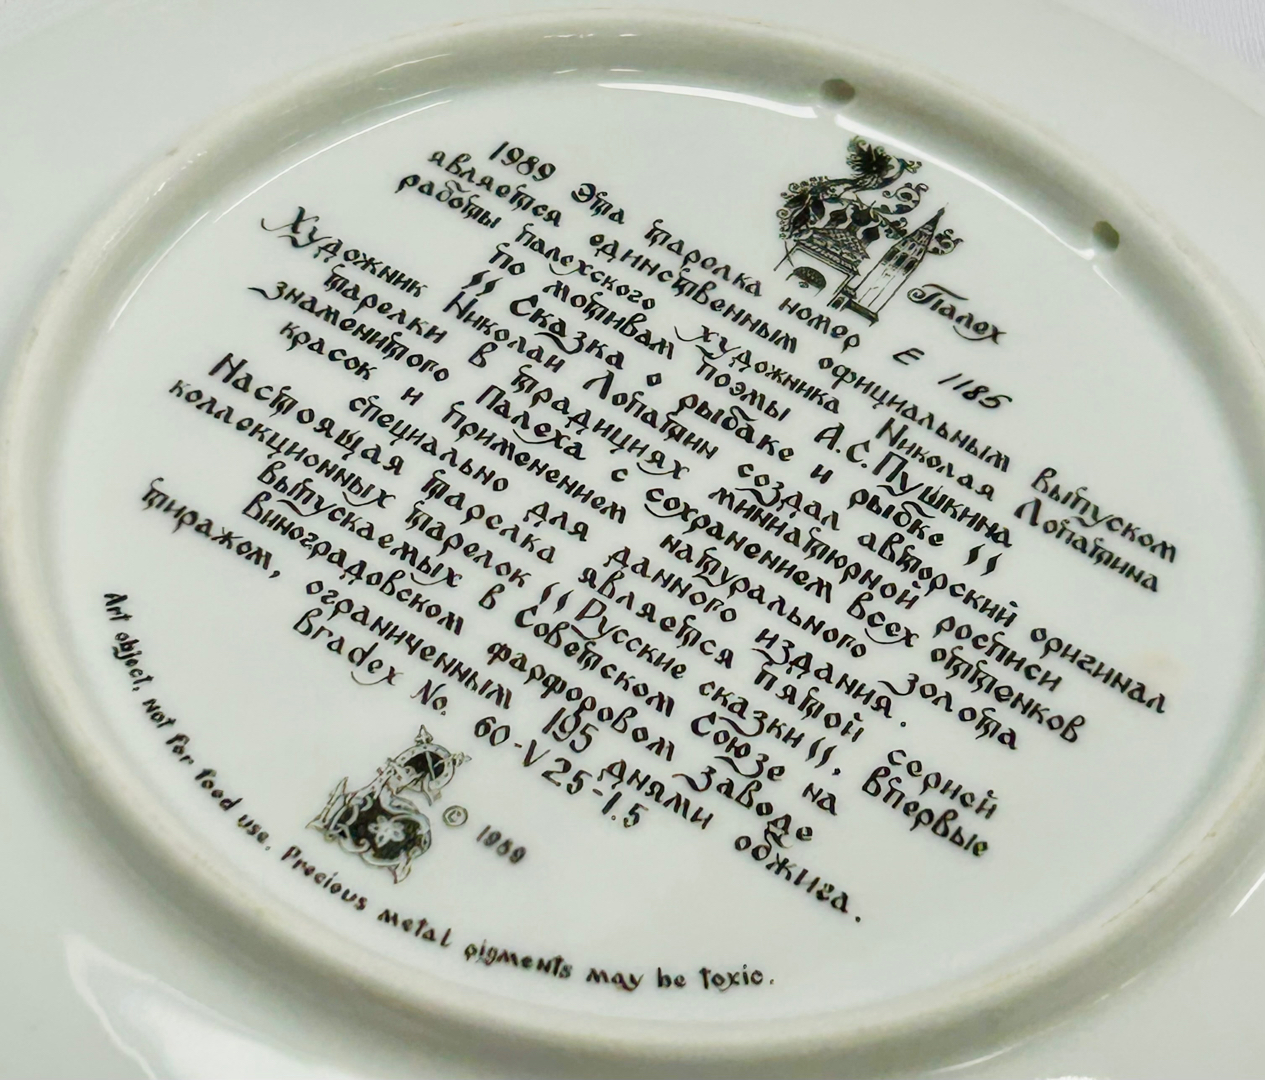 Палех
1989 Эта тарелка номер E 1185
является единственным официальным выпуском
работы палехского художника Николая Лопатина
по мотивам поэмы А.С.Пушкина
"Сказка о рыбаке и рыбке"
Художник Николай Лопатин создал авторский оригинал
тарелки в традициях миниатюрной росписи
знаменитого Палеха с сохранением всех оттенков
красок и применением натурального золота
специально для данного издания.
Настоящая тарелка является пятой серией
коллекционных тарелок "Русские сказки", впервые
выпускаемых в Советском Союзе на
Виноградовском фарфоровом заводе
тиражом, ограниченным 195 днями обжига.
Bradex No. 60-V25-1.5
© 1989
Art object, not for food use. Precious metal pigments may be toxic.